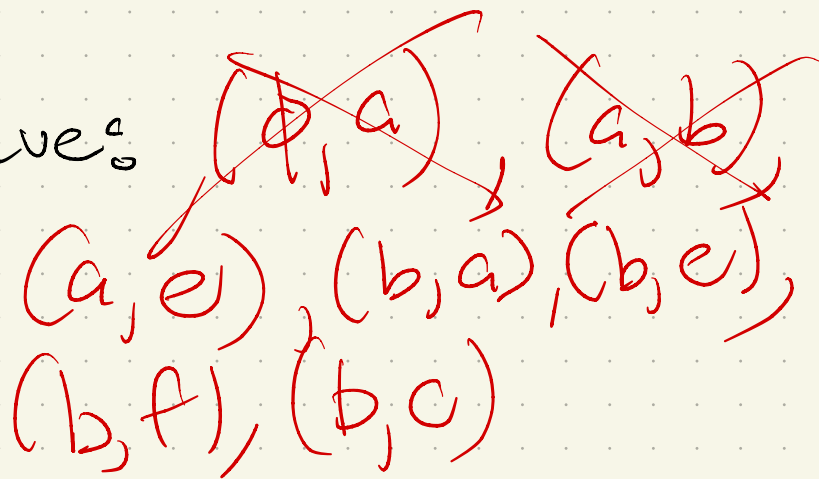 ve: (ϕ, a), (a, b),
(a, e), (b, a), (b, e),
(b, f), (b, c)